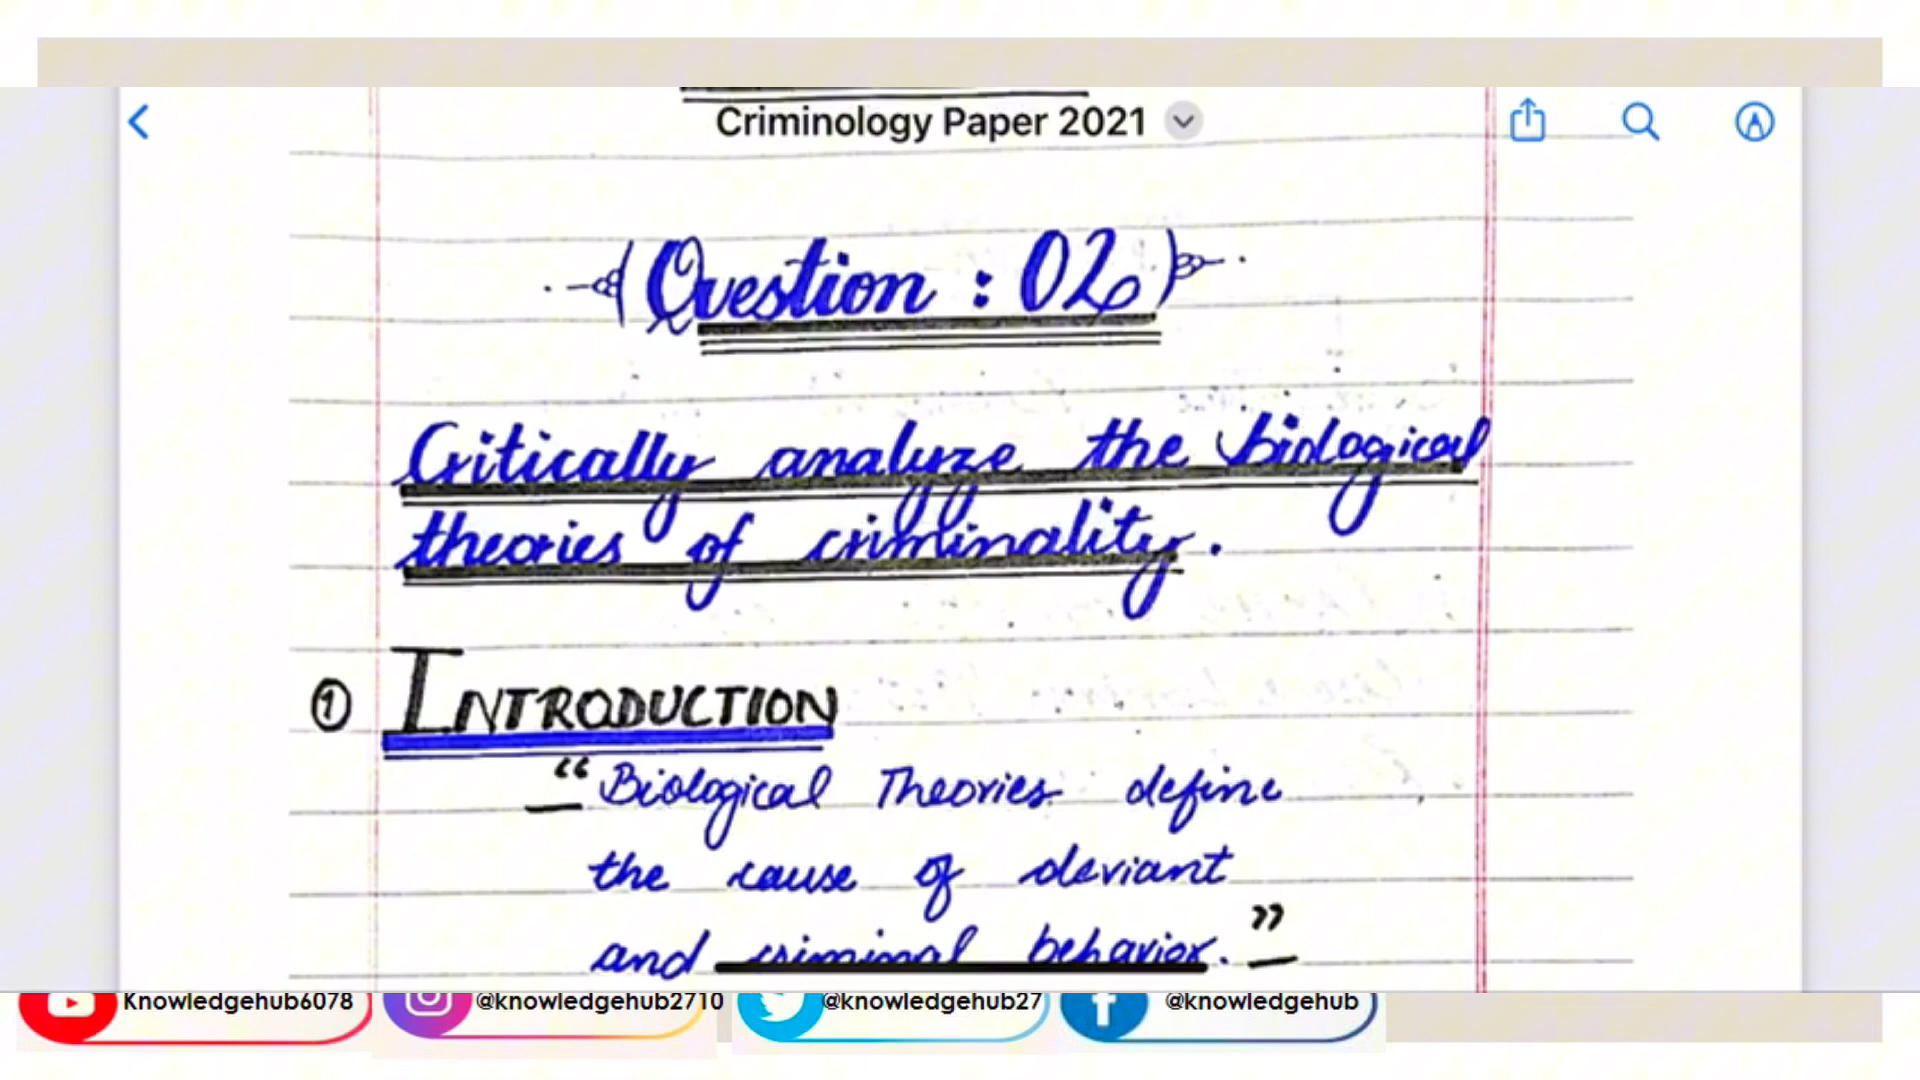 Criminology Paper 2021
Question : 02
Critically analyze the biological
theories of criminality.
① INTRODUCTION
“Biological Theories define
the cause of deviant
and criminal behavior.”
Knowledgehub6078 @knowledgehub2710 @knowledgehub27 @knowledgehub